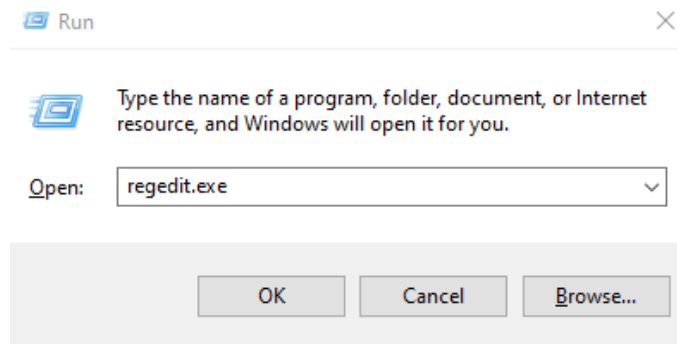 Run
Type the name of a program, folder, document, or Internet
resource, and Windows will open it for you.
Open:
regedit.exe
OK
Cancel
Browse...